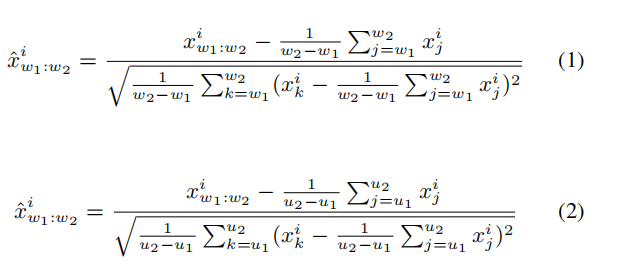 $$\hat{x}^i_{w_1:w_2} = \frac{x^i_{w_1:w_2} - \frac{1}{w_2-w_1} \sum_{j=w_1}^{w_2} x^i_j}{\sqrt{\frac{1}{w_2-w_1} \sum_{k=w_1}^{w_2} (x^i_k - \frac{1}{w_2-w_1} \sum_{j=w_1}^{w_2} x^i_j)^2}} \quad (1)$$
$$\hat{x}^i_{w_1:w_2} = \frac{x^i_{w_1:w_2} - \frac{1}{u_2-u_1} \sum_{j=u_1}^{u_2} x^i_j}{\sqrt{\frac{1}{u_2-u_1} \sum_{k=u_1}^{u_2} (x^i_k - \frac{1}{u_2-u_1} \sum_{j=u_1}^{u_2} x^i_j)^2}} \quad (2)$$